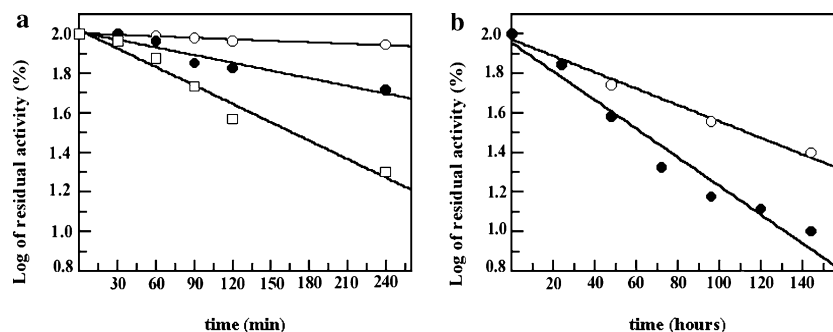 a
Log of residual activity (%)
2.0
1.8
1.6
1.4
1.2
1.0
0.8
30 60 90 120 150 180 210 240
time (min)
b
Log of residual activity (%)
2.0
1.8
1.6
1.4
1.2
1.0
0.8
20 40 60 80 100 120 140
time (hours)